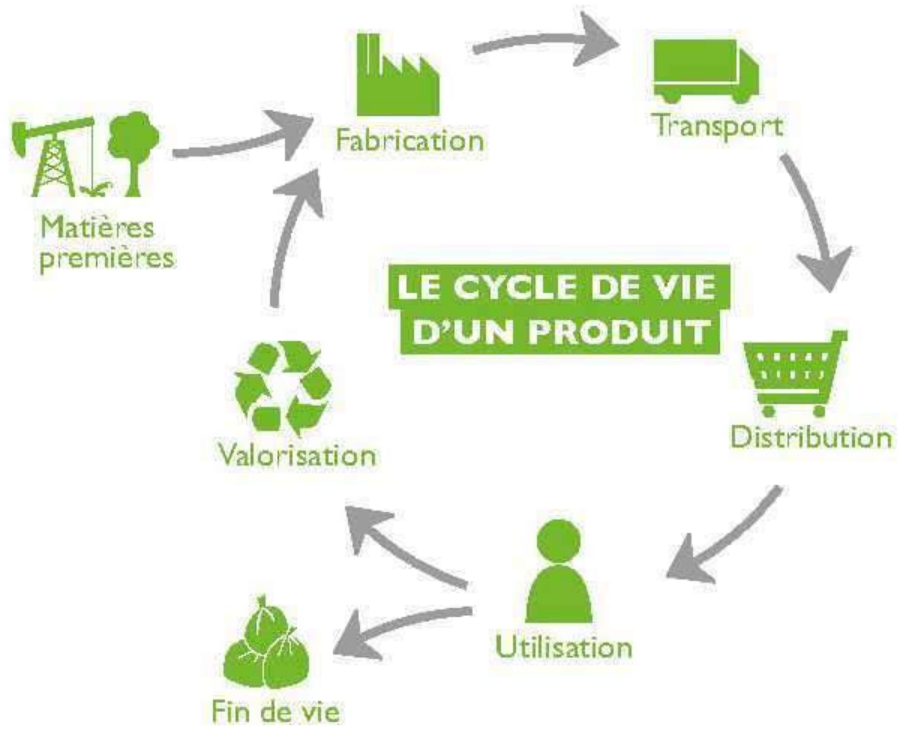 Fabrication
Transport
Matières
premières
LE CYCLE DE VIE
D'UN PRODUIT
Distribution
Valorisation
Utilisation
Fin de vie